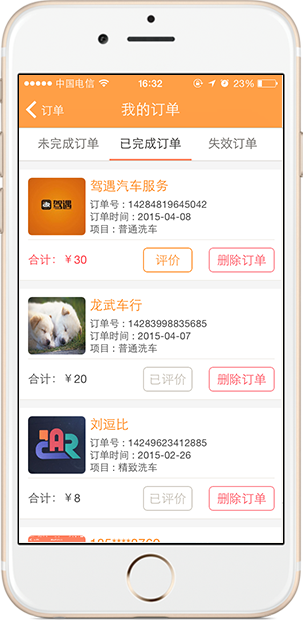 中国电信 16:32 23%
订单 我的订单
未完成订单 已完成订单 失效订单
驾遇汽车服务
驾遇
订单号：14284819645042
订单时间：2015-04-08
项目：普通洗车
合计：￥30 评价 删除订单
龙武车行
订单号：14283998835685
订单时间：2015-04-07
项目：普通洗车
合计：￥20 已评价 删除订单
刘逗比
CAR
订单号：14249623412885
订单时间：2015-02-26
项目：精致洗车
合计：￥8 已评价 删除订单